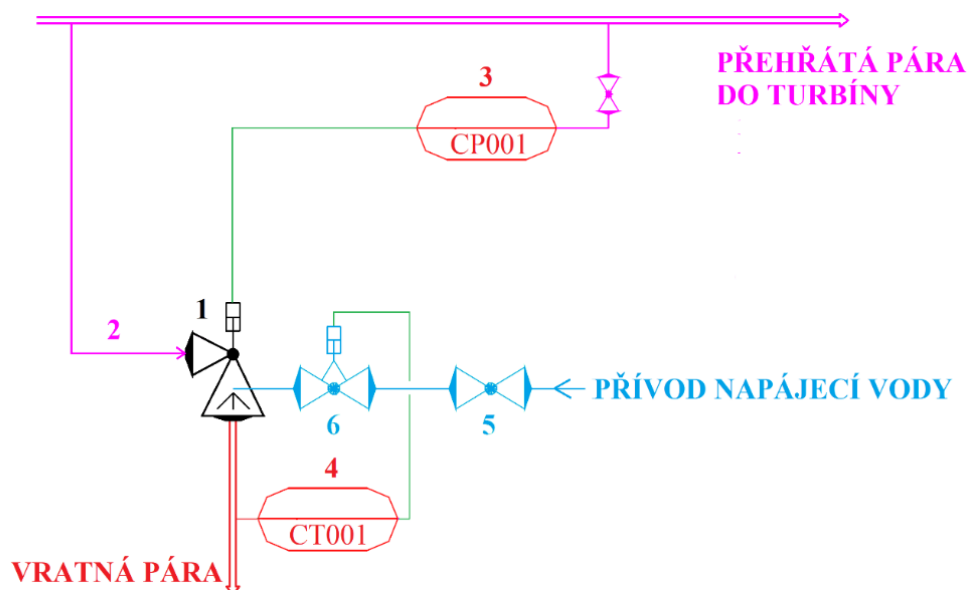 3
PŘEHŘÁTÁ PÁRA
DO TURBÍNY
CP001
1
2
PŘÍVOD NAPÁJECÍ VODY
6
5
4
CT001
VRATNÁ PÁRA